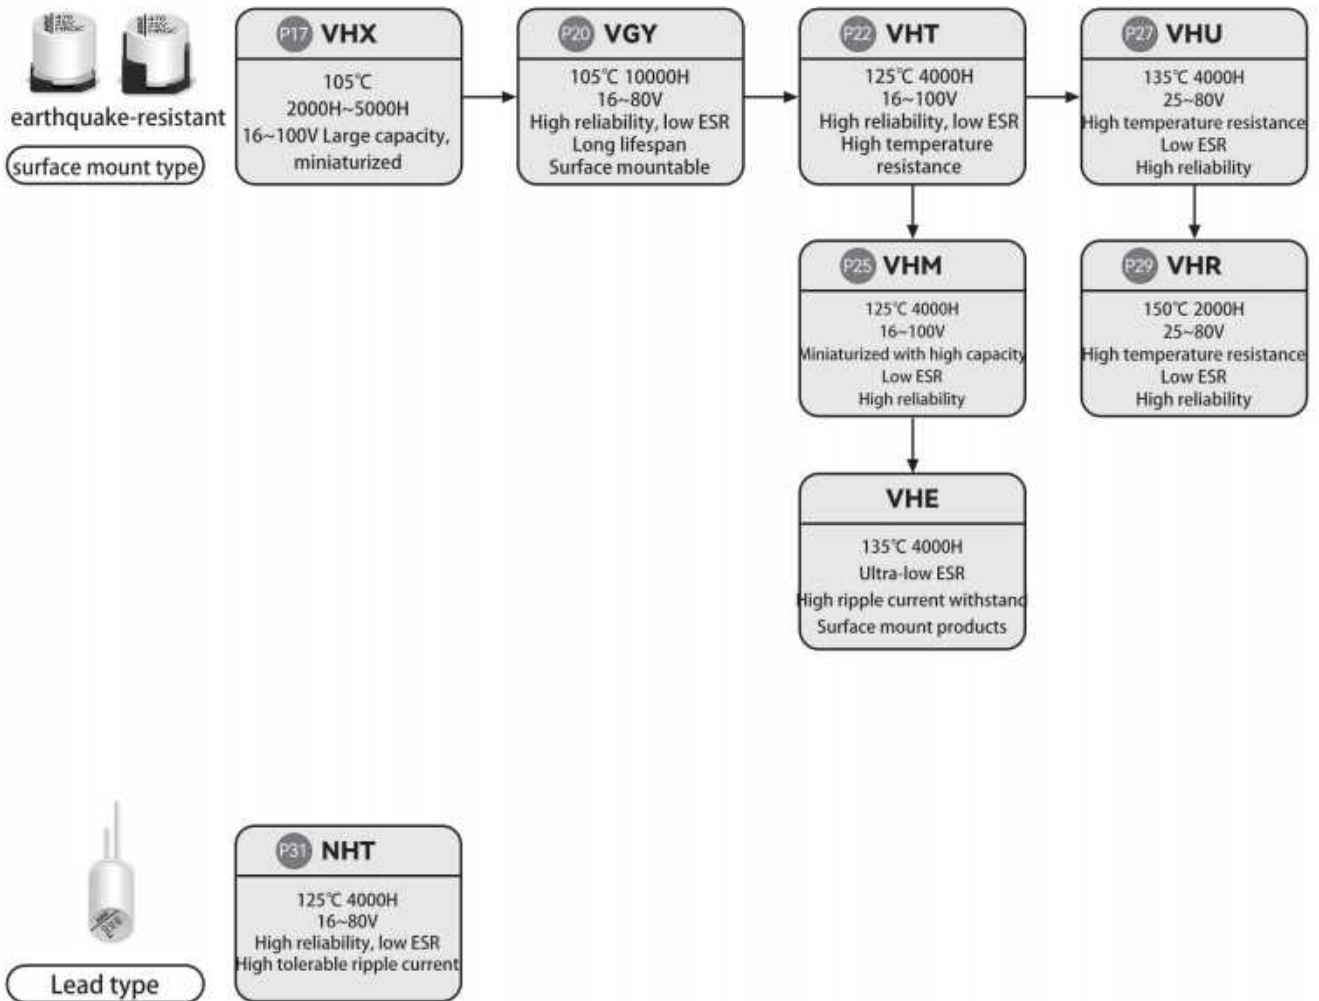 earthquake-resistant
surface mount type
P17 VHX
105℃
2000H~5000H
16~100V Large capacity,
miniaturized
P20 VGY
105℃ 10000H
16~80V
High reliability, low ESR
Long lifespan
Surface mountable
P22 VHT
125℃ 4000H
16~100V
High reliability, low ESR
High temperature
resistance
P27 VHU
135℃ 4000H
25~80V
High temperature resistance
Low ESR
High reliability
P25 VHM
125℃ 4000H
16~100V
Miniaturized with high capacity
Low ESR
High reliability
P29 VHR
150℃ 2000H
25~80V
High temperature resistance
Low ESR
High reliability
VHE
135℃ 4000H
Ultra-low ESR
High ripple current withstand
Surface mount products
Lead type
P31 NHT
125℃ 4000H
16~80V
High reliability, low ESR
High tolerable ripple current